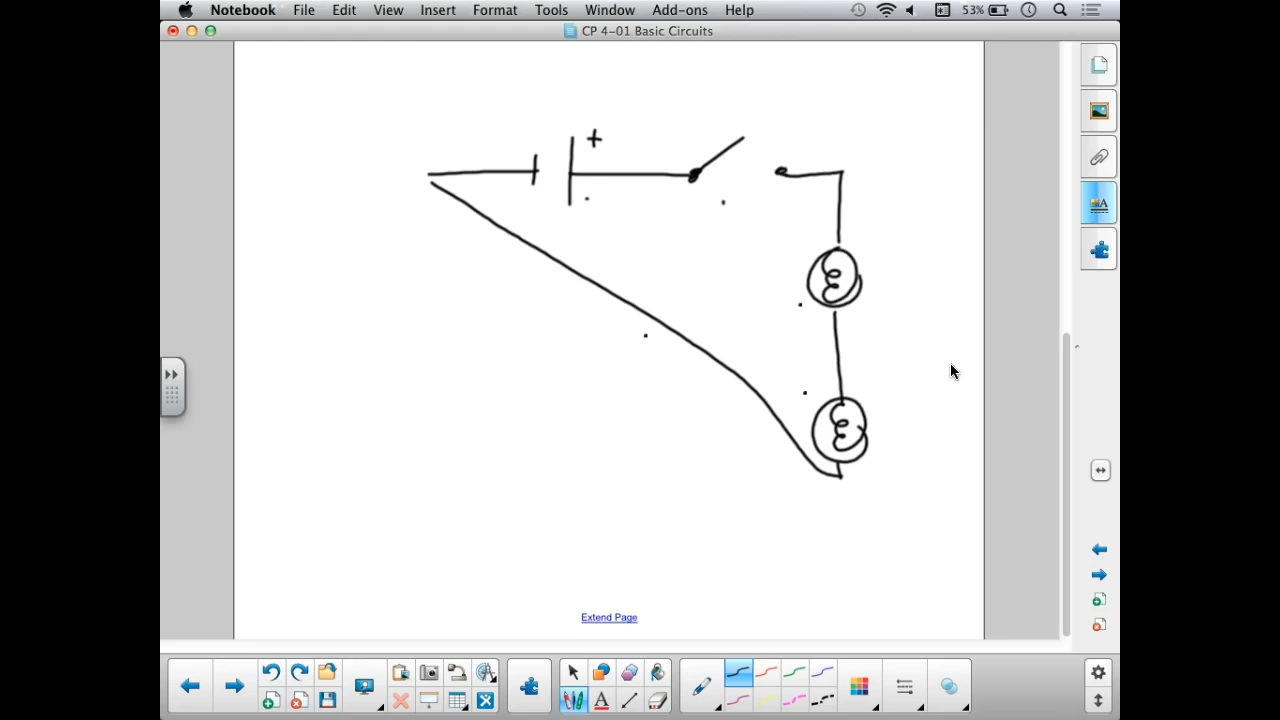 Notebook File Edit View Insert Format Tools Window Add-ons Help 53%
CP 4-01 Basic Circuits
+
Extend Page
A